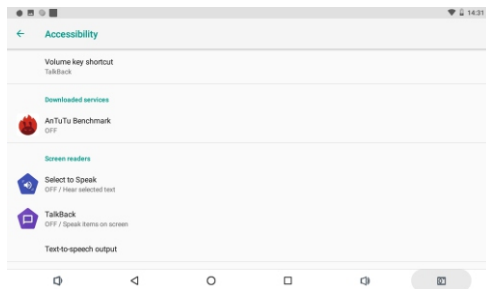 14:31
Accessibility
Volume key shortcut
TalkBack
Downloaded services
AnTuTu Benchmark
OFF
Screen readers
Select to Speak
OFF / Hear selected text
TalkBack
OFF / Speak items on screen
Text-to-speech output